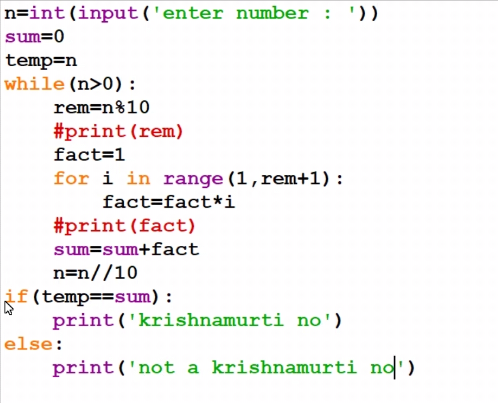 n=int(input('enter number : '))
sum=0
temp=n
while(n>0):
    rem=n%10
    #print(rem)
    fact=1
    for i in range(1,rem+1):
        fact=fact*i
    #print(fact)
    sum=sum+fact
    n=n//10
if(temp==sum):
    print('krishnamurti no')
else:
    print('not a krishnamurti no')